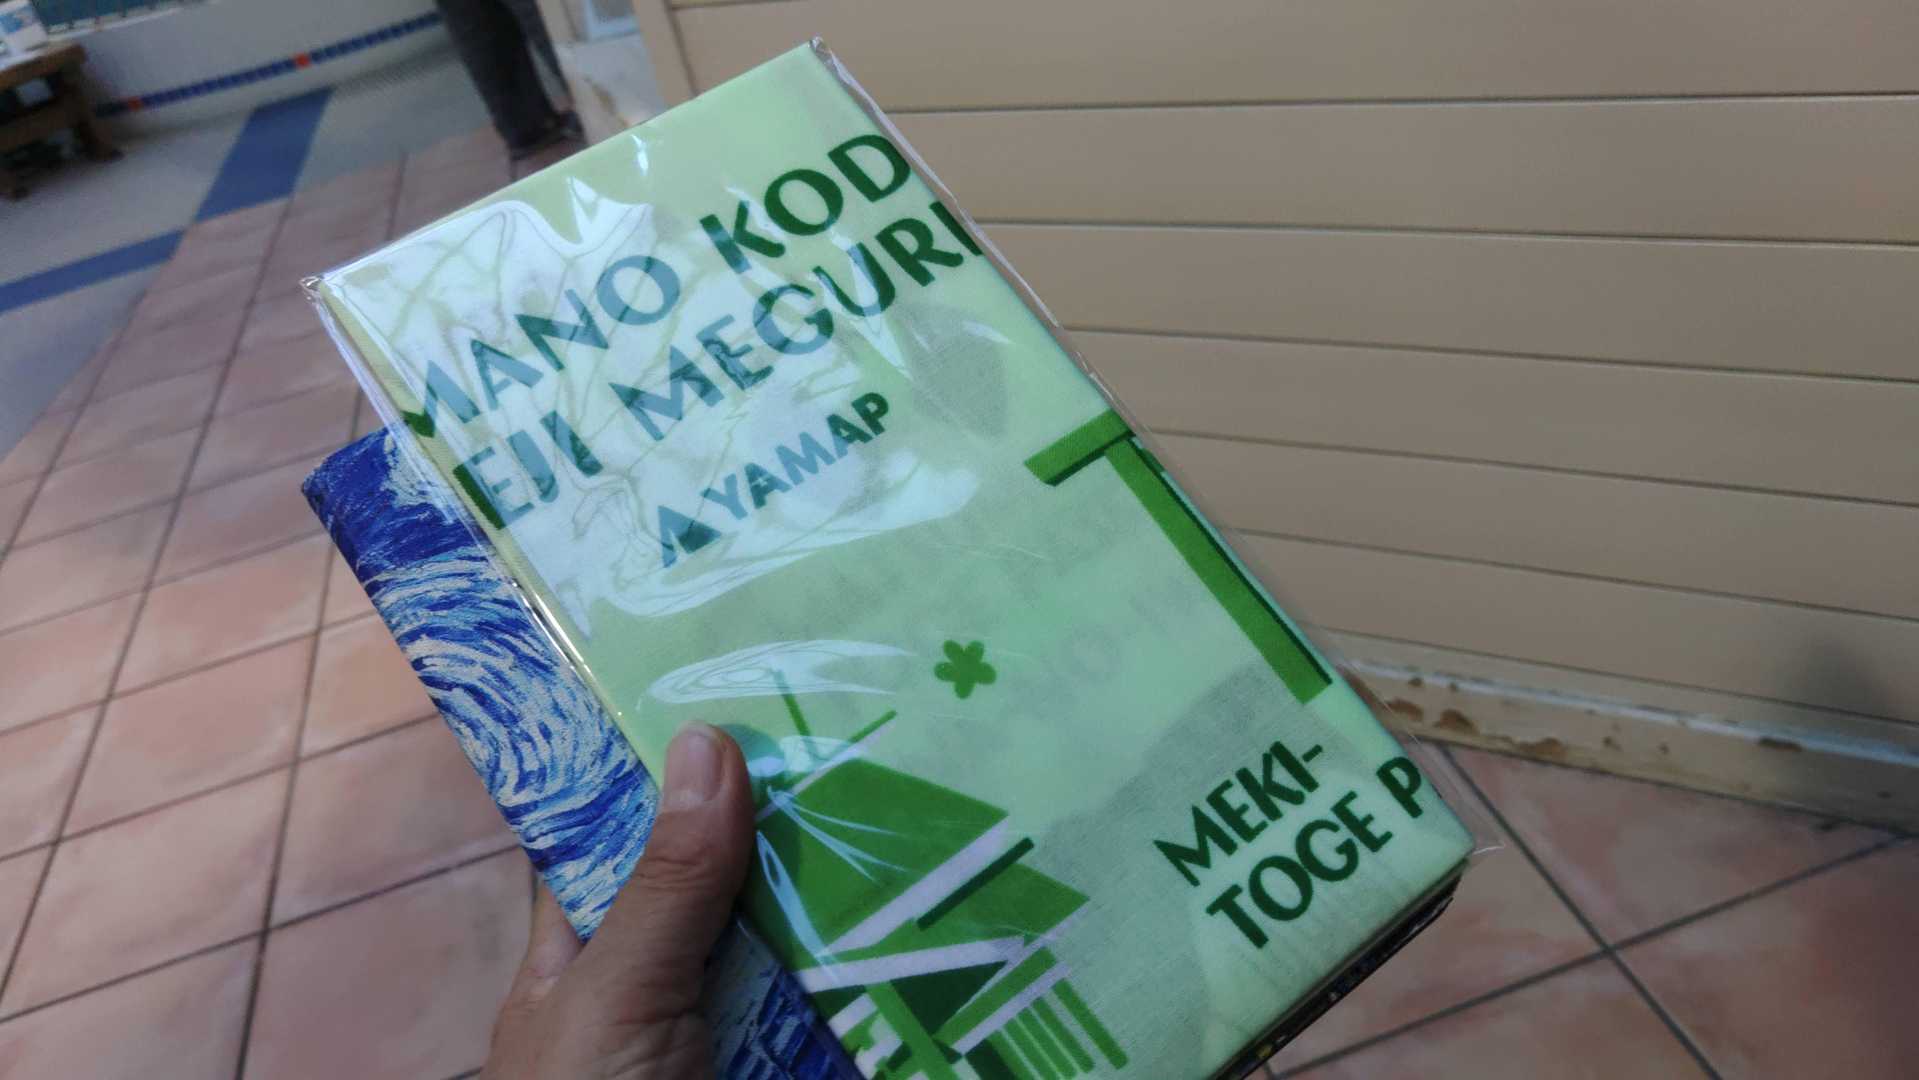 MANO KOD
EJI MEGURI
YAMAP
MEKI-
TOGE P